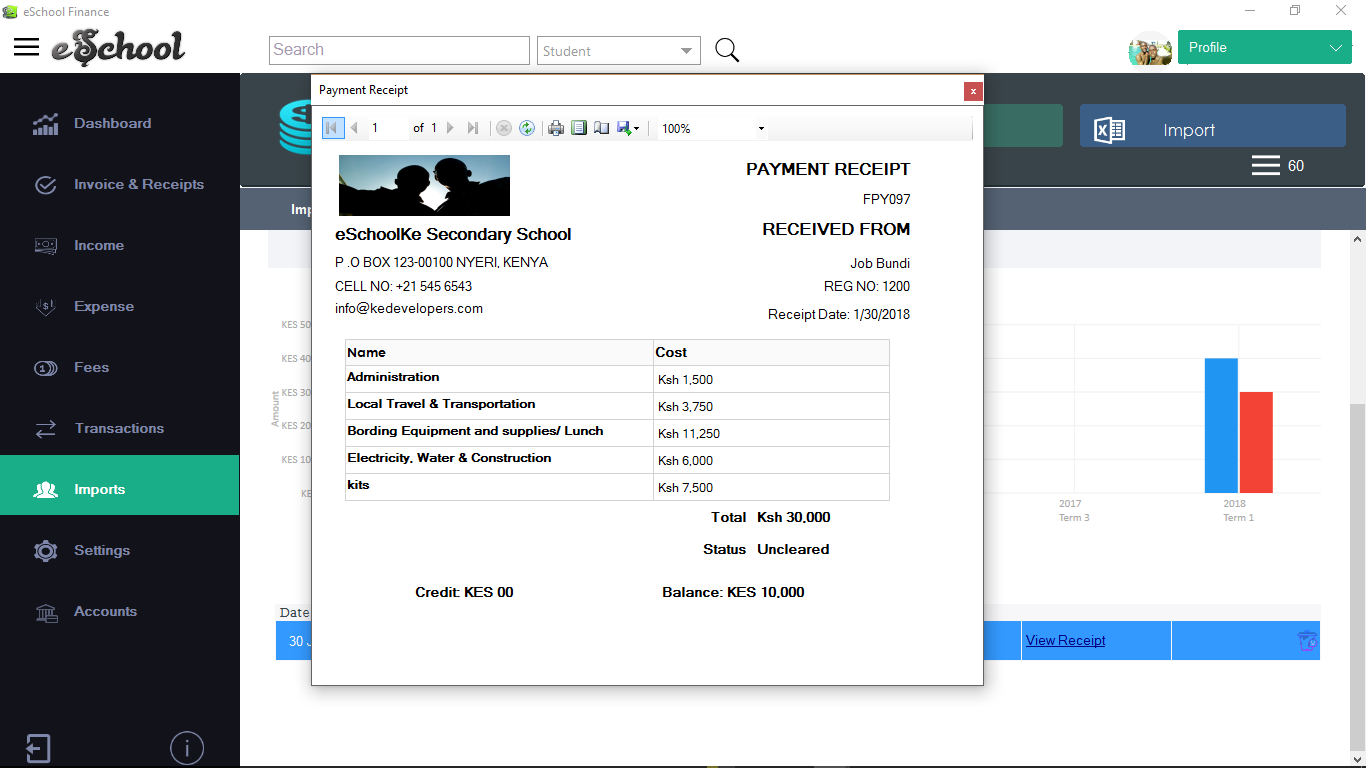 eSchool Finance
eSchool
Search
Student
Profile
Dashboard
Invoice & Receipts
Income
Expense
Fees
Transactions
Imports
Settings
Accounts
Import
60
Payment Receipt
1 of 1
100%
PAYMENT RECEIPT
FPY097
RECEIVED FROM
eSchoolKe Secondary School
P .O BOX 123-00100 NYERI, KENYA
Job Bundi
CELL NO: +21 545 6543
REG NO: 1200
info@kedevelopers.com
Receipt Date: 1/30/2018
Name Cost
Administration Ksh 1,500
Local Travel & Transportation Ksh 3,750
Bording Equipment and supplies/ Lunch Ksh 11,250
Electricity, Water & Construction Ksh 6,000
kits Ksh 7,500
Total Ksh 30,000
Status Uncleared
Credit: KES 00 Balance: KES 10,000
Amount
KES 50
KES 40
KES 30
KES 20
KES 10
2017
Term 3
2018
Term 1
Date
30
View Receipt